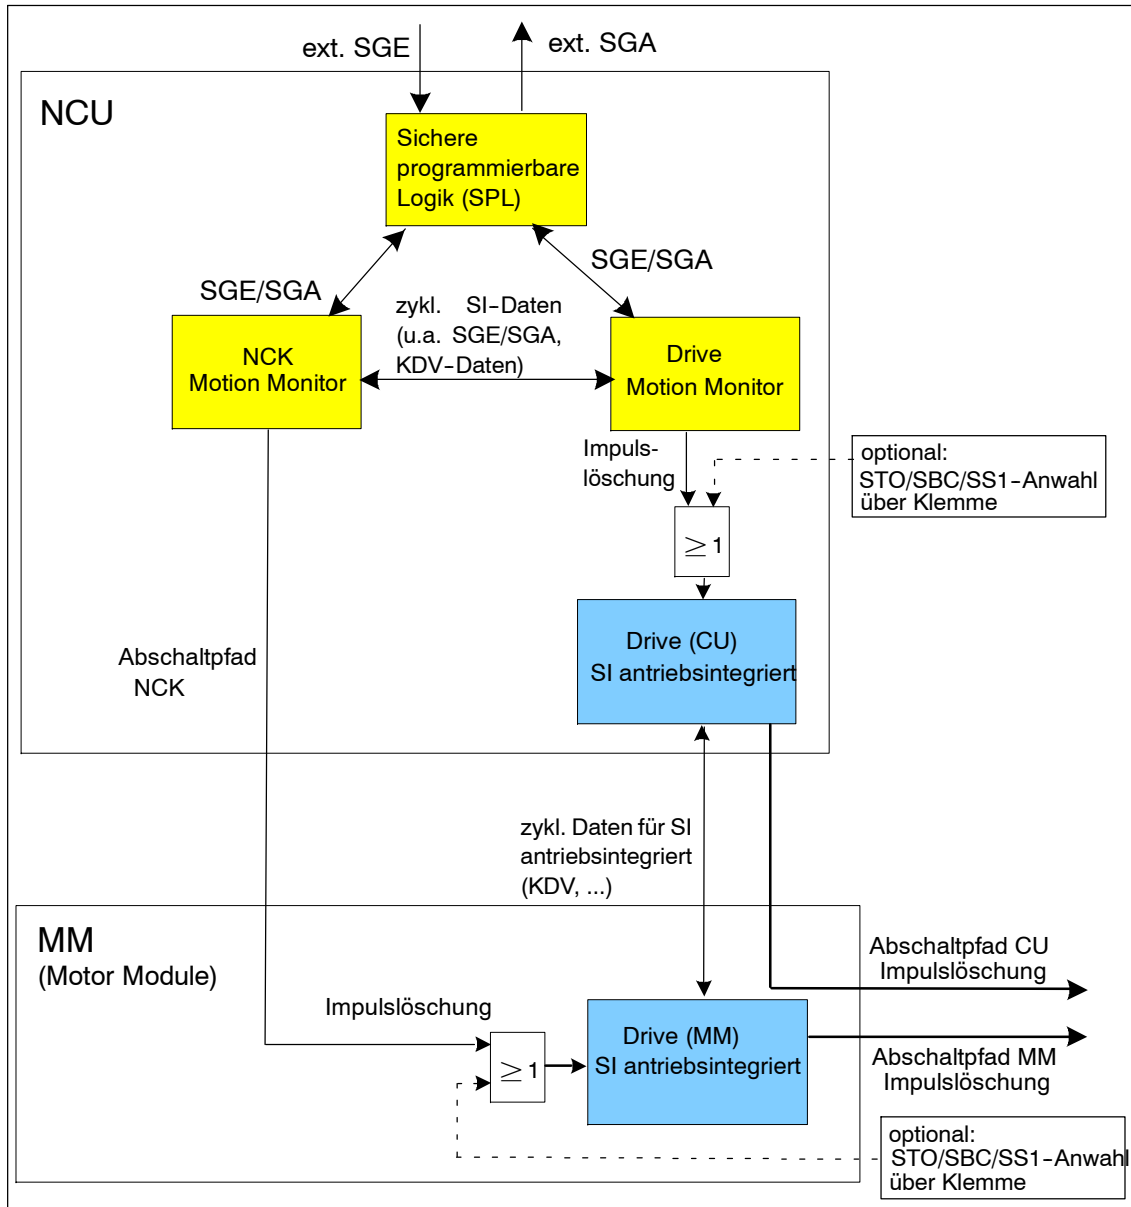 ext. SGE
ext. SGA
NCU
Sichere
programmierbare
Logik (SPL)
SGE/SGA
SGE/SGA
zykl. SI-Daten
(u.a. SGE/SGA,
KDV-Daten)
NCK
Motion Monitor
Drive
Motion Monitor
Impuls-
löschung
optional:
STO/SBC/SS1-Anwahl
über Klemme
≥ 1
Drive (CU)
SI antriebsintegriert
Abschaltpfad
NCK
zykl. Daten für SI
antriebsintegriert
(KDV, ...)
MM
(Motor Module)
Abschaltpfad CU
Impulslöschung
Impulslöschung
≥ 1
Drive (MM)
SI antriebsintegriert
Abschaltpfad MM
Impulslöschung
optional:
STO/SBC/SS1-Anwahl
über Klemme